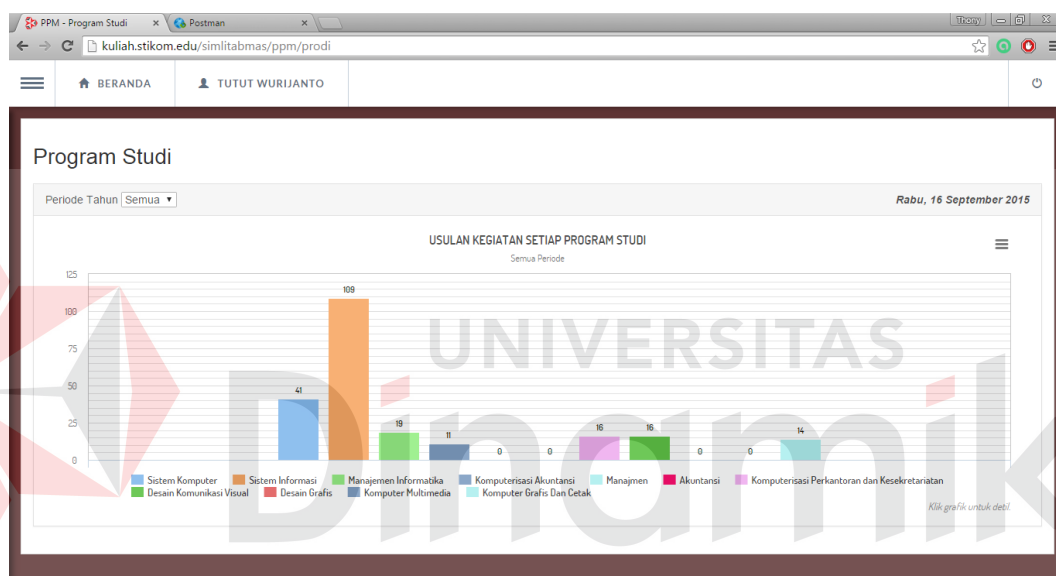 PPM - Program Studi
Postman
Thony
kuliah.stikom.edu/simlitabmas/ppm/prodi
BERANDA
TUTUT WURIJANTO
Program Studi
Periode Tahun Semua
Rabu, 16 September 2015
USULAN KEGIATAN SETIAP PROGRAM STUDI
Semua Periode
125
100
75
50
25
0
41
109
19
11
0
0
16
16
0
0
14
Sistem Komputer Sistem Informasi Manajemen Informatika Komputerisasi Akuntansi Manajmen Akuntansi Komputerisasi Perkantoran dan Kesekretariatan
Desain Komunikasi Visual Desain Grafis Komputer Multimedia Komputer Grafis Dan Cetak
Klik grafik untuk detil.
UNIVERSITAS
Dinamik